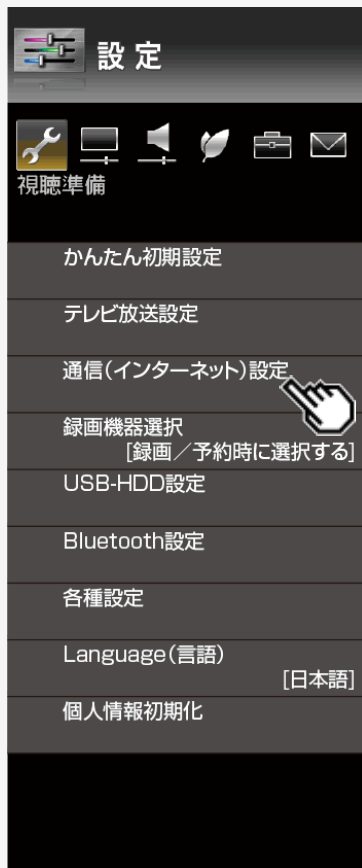 設定
視聴準備
かんたん初期設定
テレビ放送設定
通信(インターネット)設定
録画機器選択
[録画／予約時に選択する]
USB-HDD設定
Bluetooth設定
各種設定
Language(言語)
[日本語]
個人情報初期化